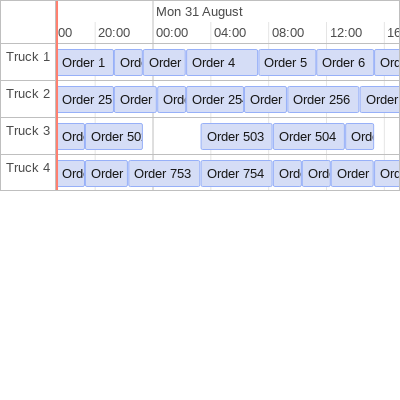 Mon 31 August
00 20:00 00:00 04:00 08:00 12:00 16
Truck 1 Order 1 Ord Order Order 4 Order 5 Order 6 Ord
Truck 2 Order 25 Order Ord Order 25 Order Order 256 Order
Truck 3 Ord Order 50 Order 503 Order 504 Ord
Truck 4 Ord Order Order 753 Order 754 Ord Ord Order Ord